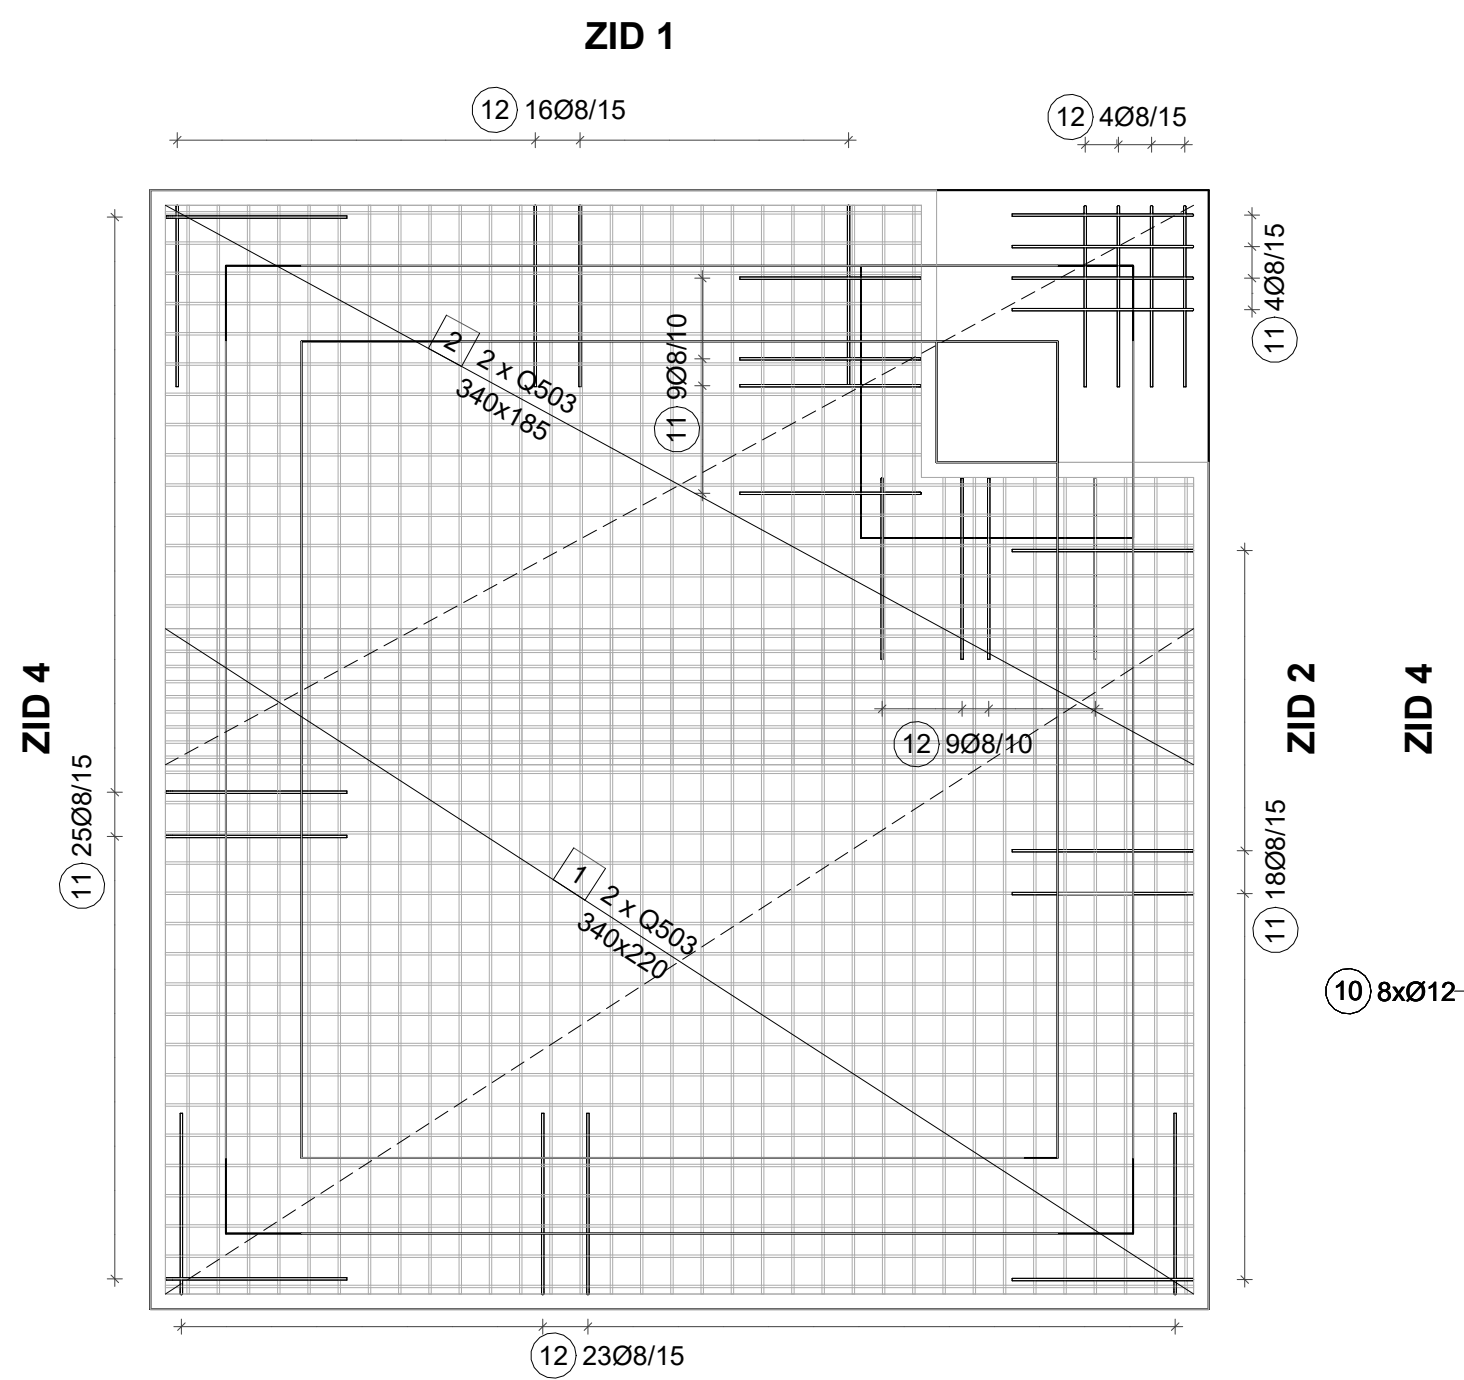 ZID 1
12 16Ø8/15
12 4Ø8/15
11 4Ø8/15
11 9Ø8/10
2 2 x Q503
340x185
ZID 4
ZID 2
ZID 4
12 9Ø8/10
11 25Ø8/15
11 18Ø8/15
1 2 x Q503
340x220
10 8xØ12
12 23Ø8/15